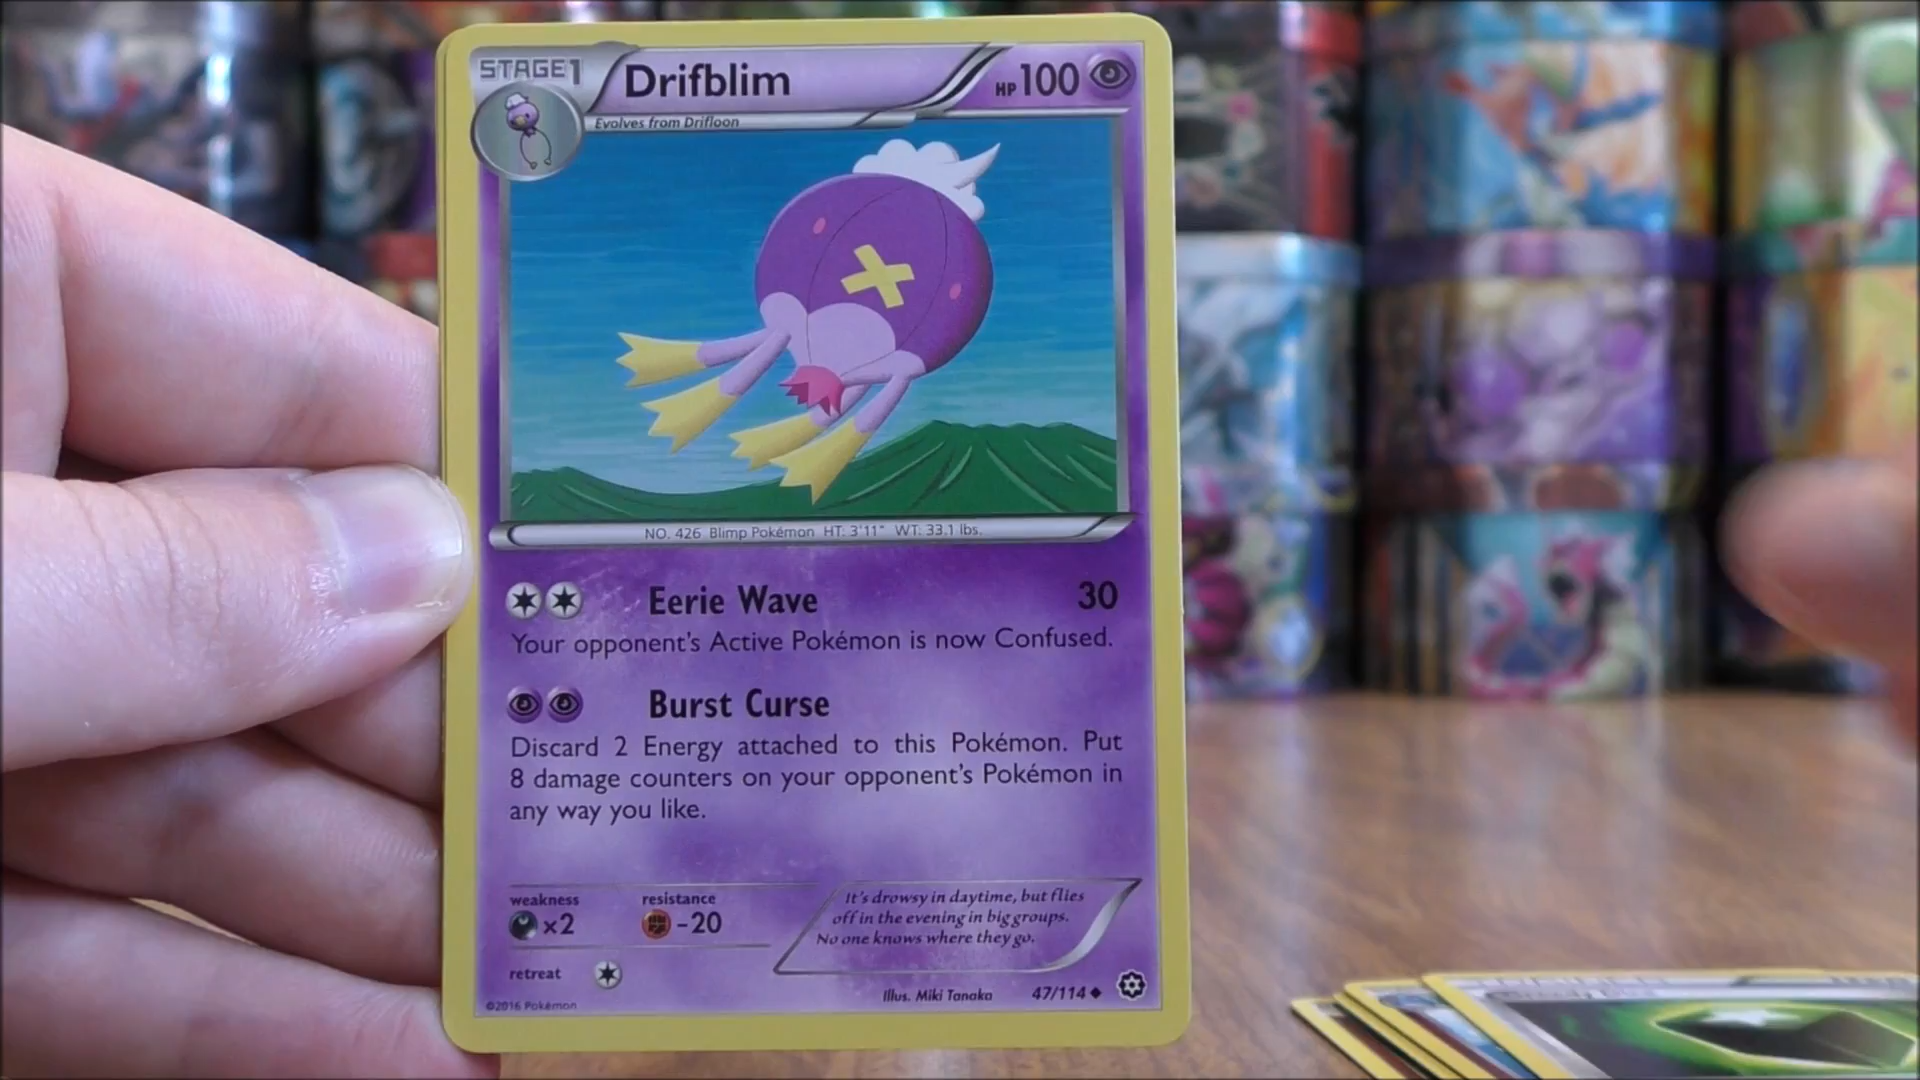 STAGE1
Drifblim
HP100
Evolves from Drifloon
NO. 426 Blimp Pokémon HT: 3'11" WT: 33.1 lbs.
Eerie Wave 30
Your opponent's Active Pokémon is now Confused.
Burst Curse
Discard 2 Energy attached to this Pokémon. Put
8 damage counters on your opponent's Pokémon in
any way you like.
weakness resistance
×2 -20
retreat
It's drowsy in daytime, but flies
off in the evening in big groups.
No one knows where they go.
Illus. Miki Tanaka 47/114
©2016 Pokémon